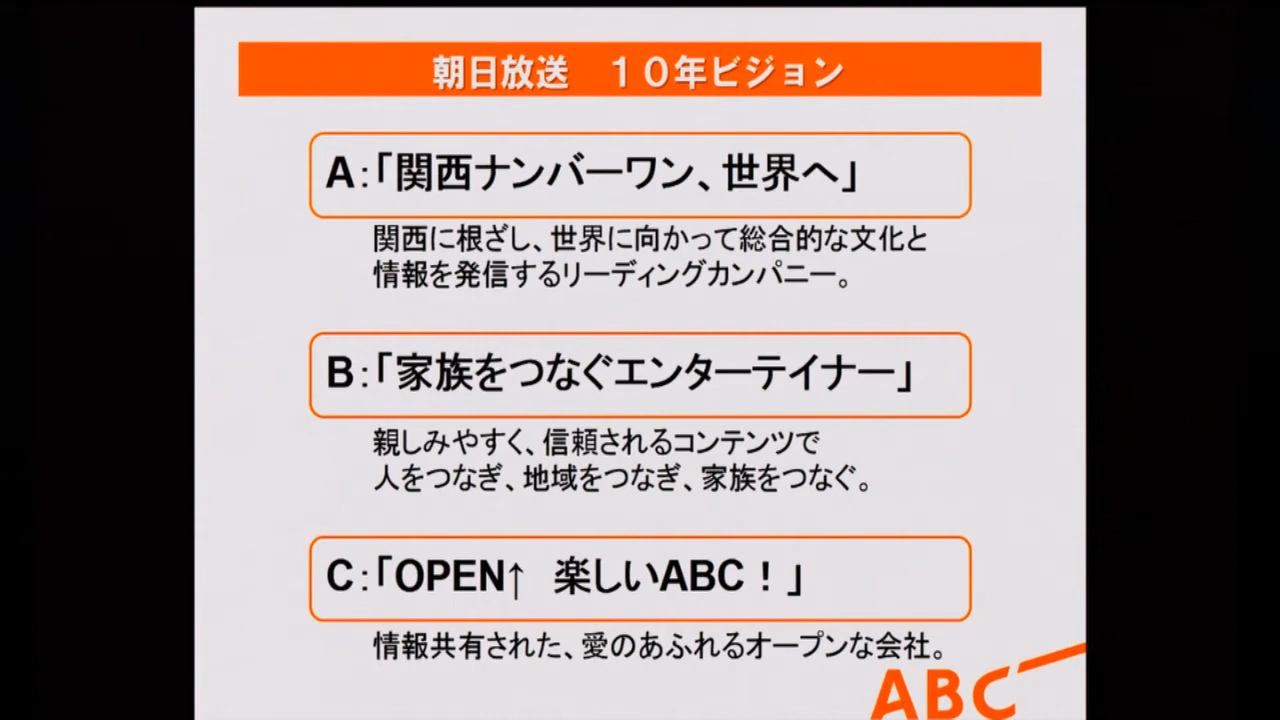 朝日放送　１０年ビジョン
A：「関西ナンバーワン、世界へ」
関西に根ざし、世界に向かって総合的な文化と
情報を発信するリーディングカンパニー。
B：「家族をつなぐエンターテイナー」
親しみやすく、信頼されるコンテンツで
人をつなぎ、地域をつなぎ、家族をつなぐ。
C：「OPEN↑　楽しいABC！」
情報共有された、愛のあふれるオープンな会社。
ABC